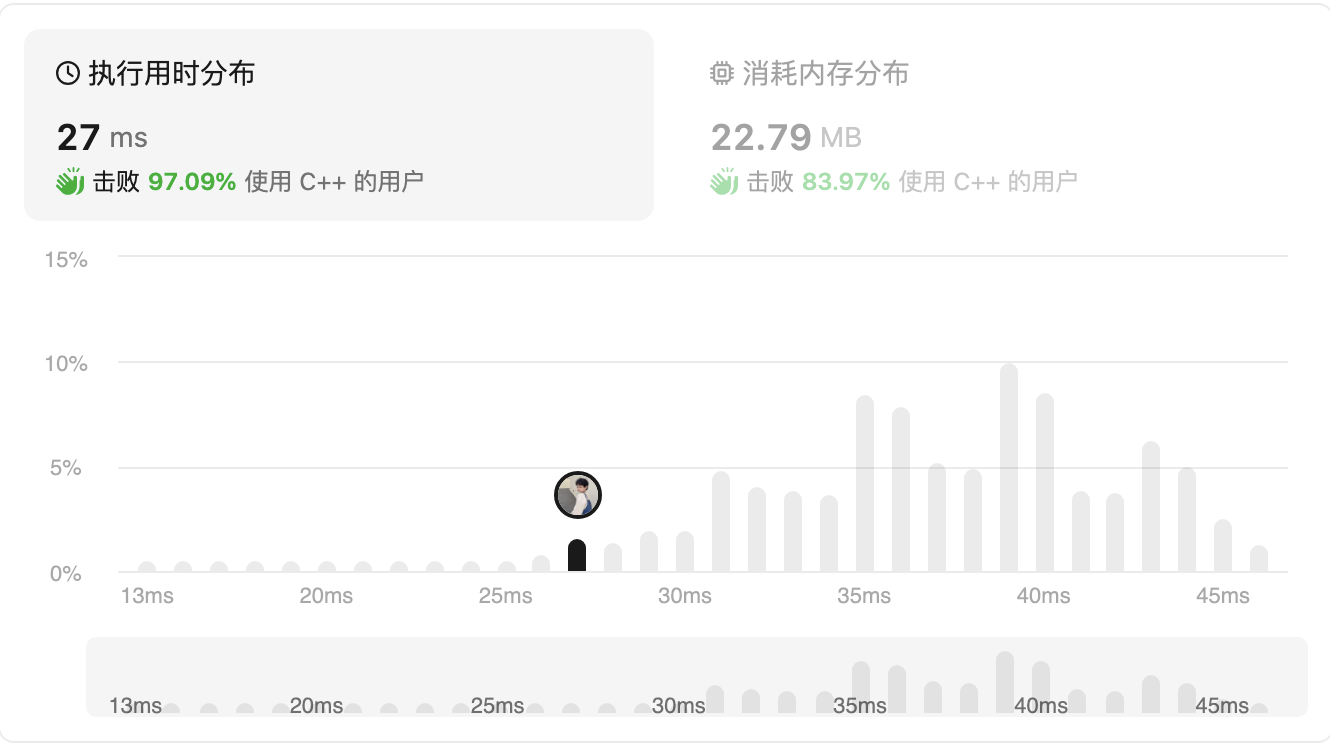 执行用时分布
27 ms
击败 97.09% 使用 C++ 的用户
消耗内存分布
22.79 MB
击败 83.97% 使用 C++ 的用户
15%
10%
5%
0%
13ms 20ms 25ms 30ms 35ms 40ms 45ms
13ms 20ms 25ms 30ms 35ms 40ms 45ms